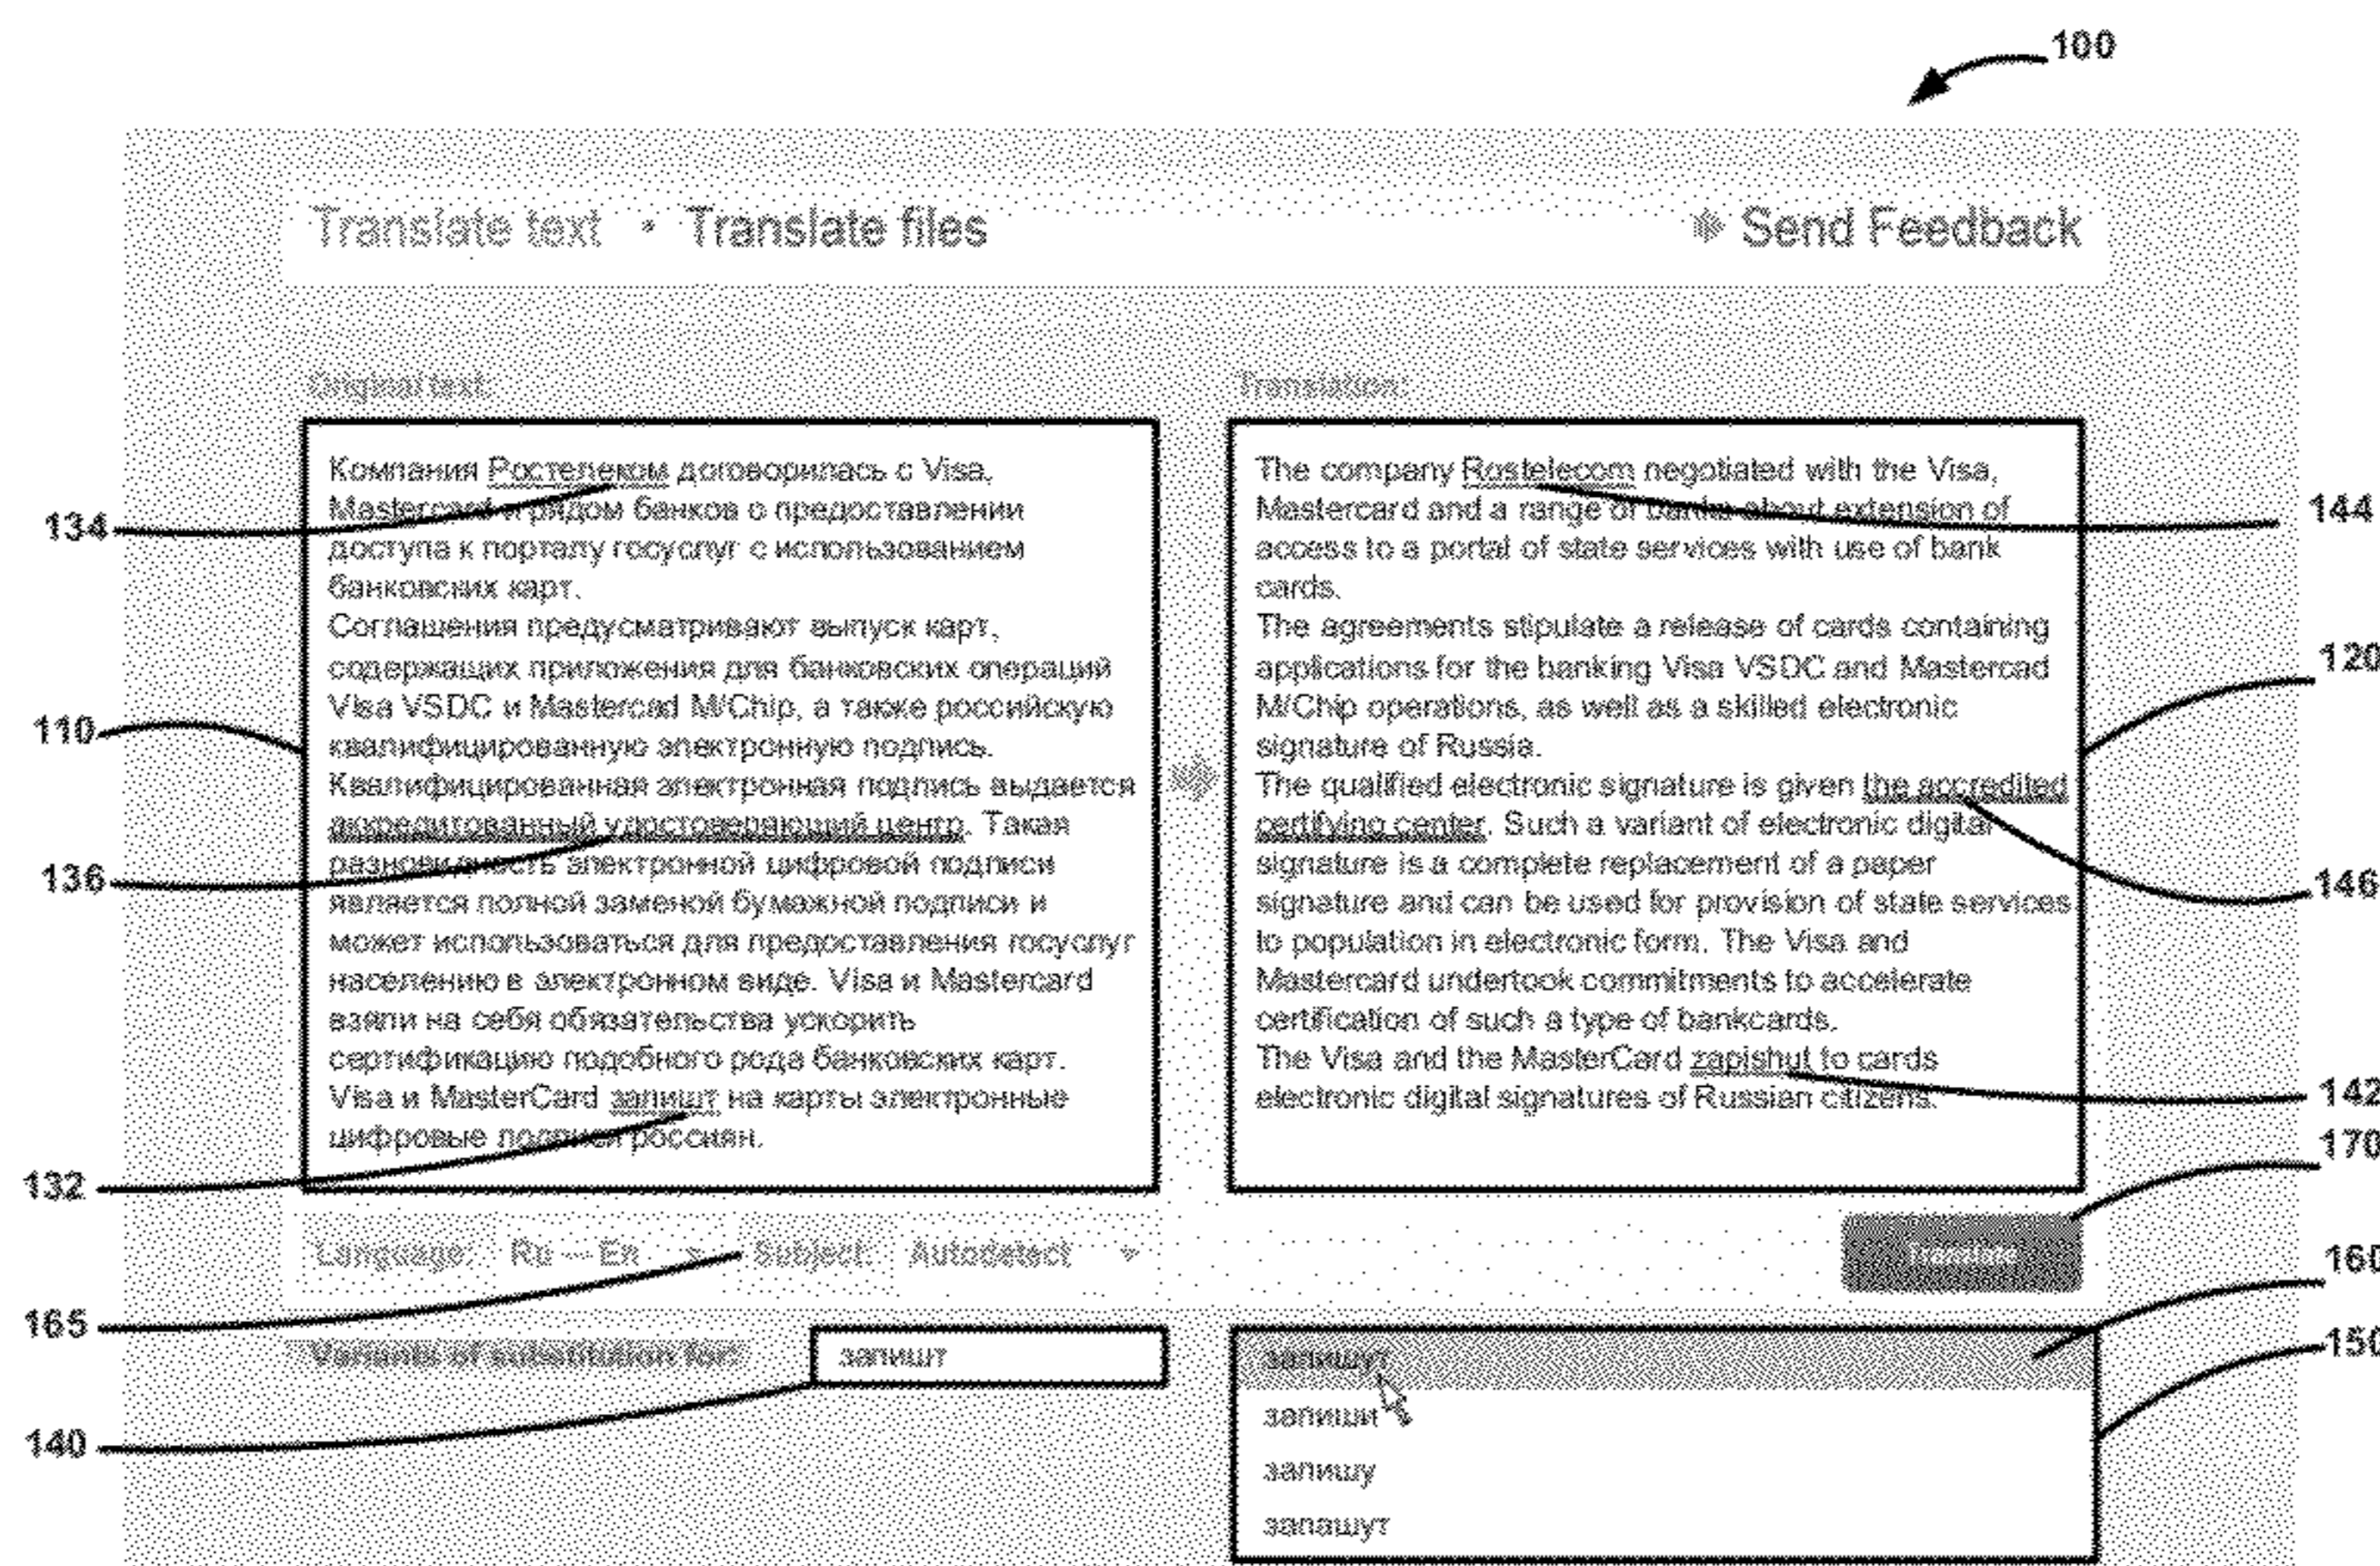 100
Translate text • Translate files
Send Feedback
Original text:
Translation:
Компания Ростелеком договорилась с Visa,
Mastercard и рядом банков о предоставлении
доступа к порталу госуслуг с использованием
банковских карт.
Соглашения предусматривают выпуск карт,
содержащих приложения для банковских операций
Visa VSDC и Mastercad M/Chip, а также российскую
квалифицированную электронную подпись.
Квалифицированная электронная подпись выдается
аккредитованный удостоверяющий центр. Такая
разновидность электронной цифровой подписи
является полной заменой бумажной подписи и
может использоваться для предоставления госуслуг
населению в электронном виде. Visa и Mastercard
взяли на себя обязательства ускорить
сертификацию подобного рода банковских карт.
Visa и MasterCard запишт на карты электронные
цифровые подписи россиян.
The company Rostelecom negotiated with the Visa,
Mastercard and a range of banks about extension of
access to a portal of state services with use of bank
cards.
The agreements stipulate a release of cards containing
applications for the banking Visa VSDC and Mastercad
M/Chip operations, as well as a skilled electronic
signature of Russia.
The qualified electronic signature is given the accredited
certifying center. Such a variant of electronic digital
signature is a complete replacement of a paper
signature and can be used for provision of state services
to population in electronic form. The Visa and
Mastercard undertook commitments to accelerate
certification of such a type of bankcards.
The Visa and the MasterCard zapishut to cards
electronic digital signatures of Russian citizens.
134
110
136
132
165
140
144
120
146
142
170
160
150
Language: Ru — En
Subject: Autodetect
Translate
Variants of substitution for:
запишт
запишут
запиши
запишу
запашут